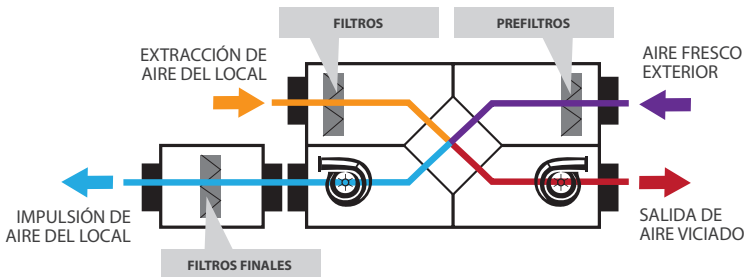 FILTROS
PREFILTROS
EXTRACCIÓN DE
AIRE DEL LOCAL
AIRE FRESCO
EXTERIOR
IMPULSIÓN DE
AIRE DEL LOCAL
SALIDA DE
AIRE VICIADO
FILTROS FINALES